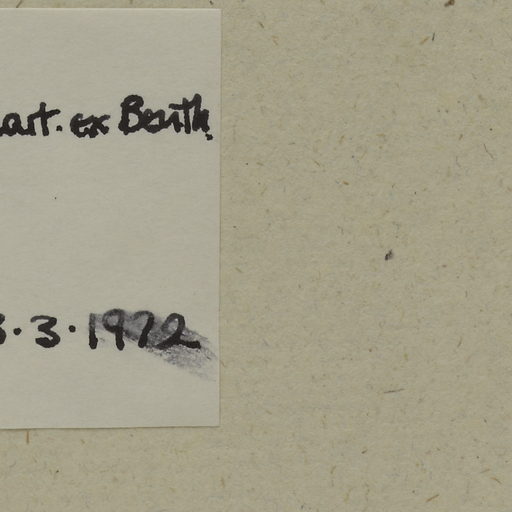 art. ex Benth.
3.3.1972